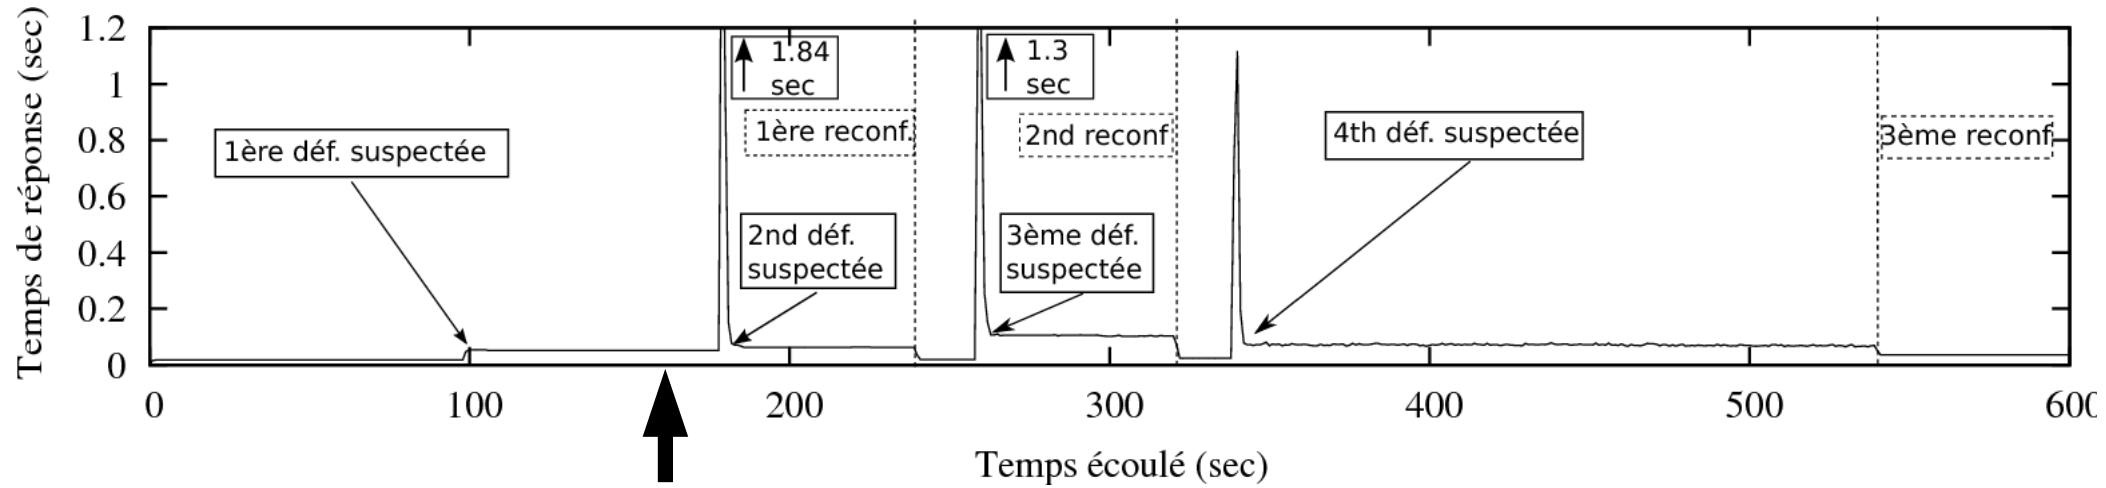 Temps de réponse (sec)
1.2
1
0.8
0.6
0.4
0.2
0
1ère déf. suspectée
1.84
sec
1ère reconf.
2nd déf.
suspectée
1.3
sec
2nd reconf
3ème déf.
suspectée
4th déf. suspectée
3ème reconf
0
100
200
300
400
500
600
Temps écoulé (sec)